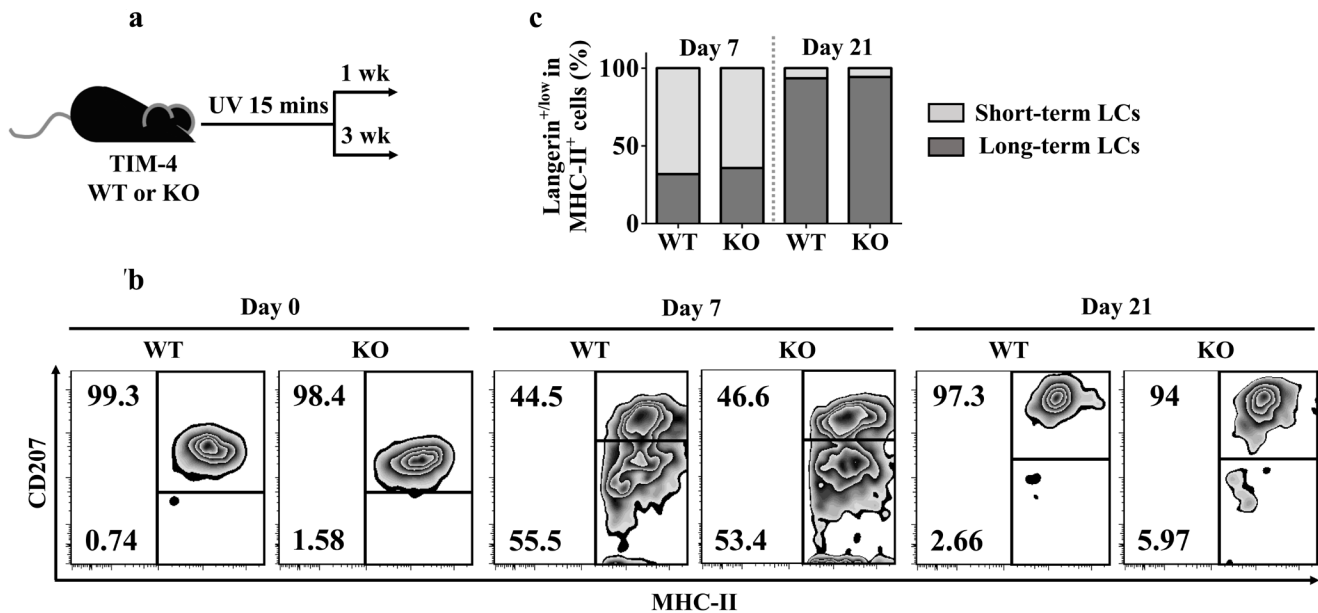 a
UV 15 mins
1 wk
3 wk
TIM-4
WT or KO
c
Day 7
Day 21
Langerin+/low in
MHC-II+ cells (%)
100
50
0
WT
KO
WT
KO
Short-term LCs
Long-term LCs
'b
Day 0
Day 7
Day 21
WT
KO
WT
KO
WT
KO
99.3
98.4
44.5
46.6
97.3
94
0.74
1.58
55.5
53.4
2.66
5.97
CD207
MHC-II